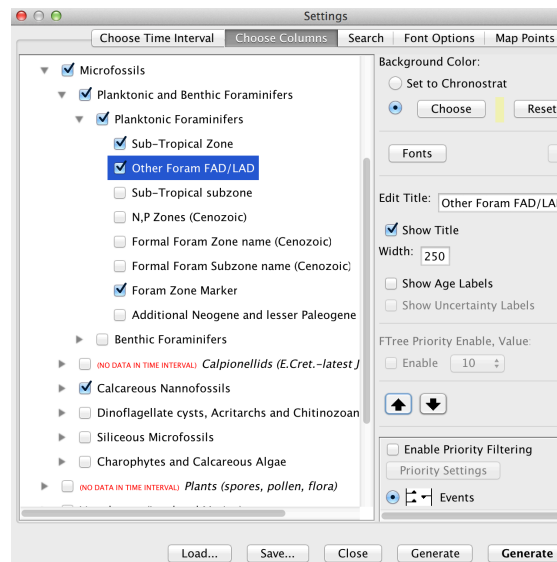 Settings
Choose Time Interval Choose Columns Search Font Options Map Points
Microfossils
Planktonic and Benthic Foraminifers
Planktonic Foraminifers
Sub-Tropical Zone
Other Foram FAD/LAD
Sub-Tropical subzone
N,P Zones (Cenozoic)
Formal Foram Zone name (Cenozoic)
Formal Foram Subzone name (Cenozoic)
Foram Zone Marker
Additional Neogene and lesser Paleogene
Benthic Foraminifers
(NO DATA IN TIME INTERVAL) Calpionellids (E.Cret.-latest J
Calcareous Nannofossils
Dinoflagellate cysts, Acritarchs and Chitinozoan
Siliceous Microfossils
Charophytes and Calcareous Algae
(NO DATA IN TIME INTERVAL) Plants (spores, pollen, flora)
Background Color:
Set to Chronostrat
Choose Reset
Fonts
Edit Title: Other Foram FAD/LA
Show Title
Width: 250
Show Age Labels
Show Uncertainty Labels
FTree Priority Enable, Value:
Enable 10
Enable Priority Filtering
Priority Settings
Events
Load... Save... Close Generate Generate